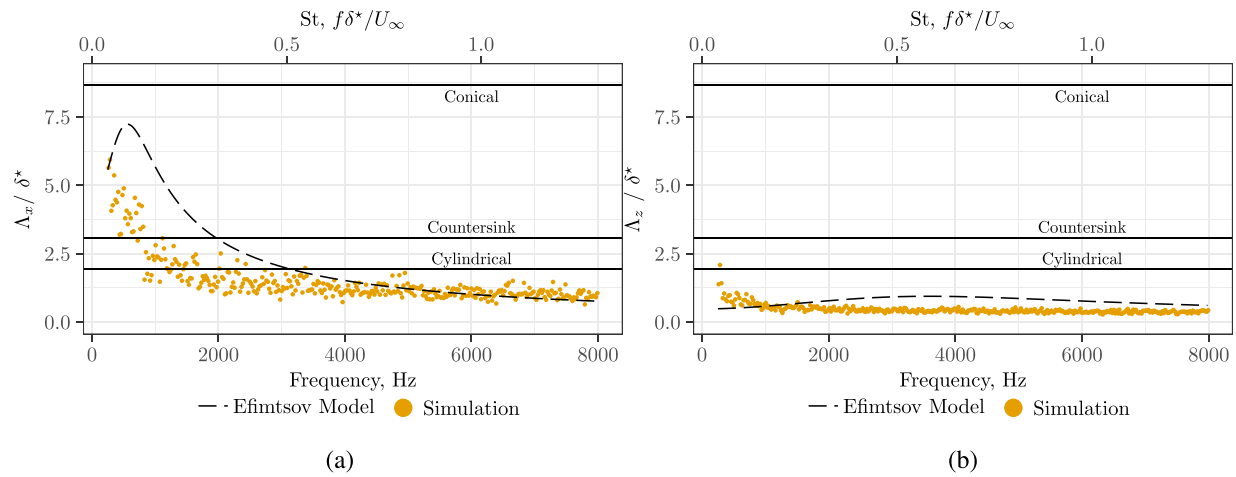 St, fδ*/U∞
0.0 0.5 1.0
Λx / δ*
7.5
5.0
2.5
0.0
Conical
Countersink
Cylindrical
0 2000 4000 6000 8000
Frequency, Hz
Efimtsov Model Simulation
(a)
St, fδ*/U∞
0.0 0.5 1.0
Λz / δ*
7.5
5.0
2.5
0.0
Conical
Countersink
Cylindrical
0 2000 4000 6000 8000
Frequency, Hz
Efimtsov Model Simulation
(b)